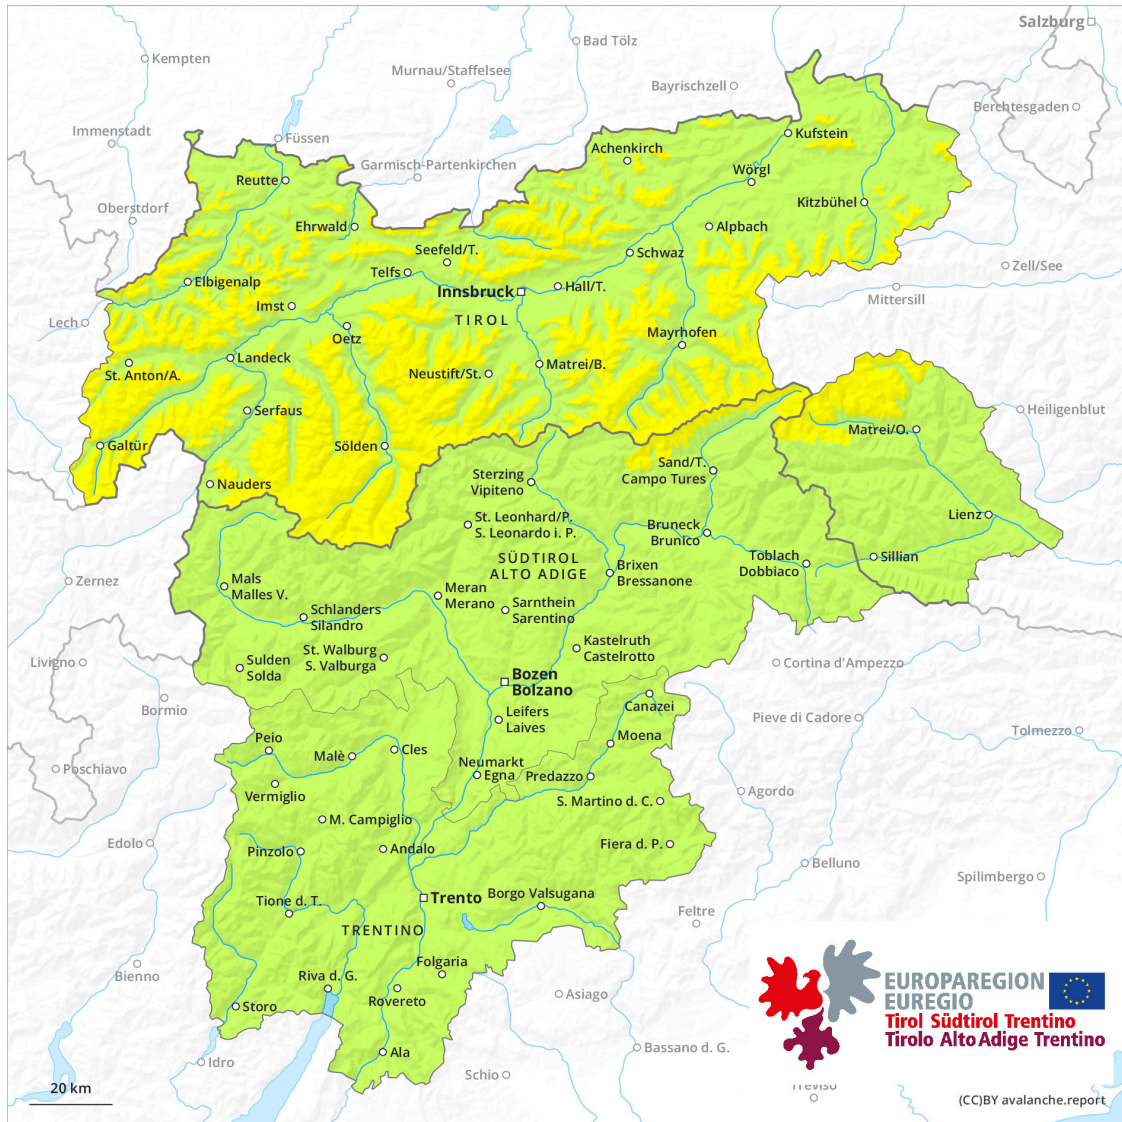 Salzburg
Bad Tölz
Kempten
Murnau/Staffelsee
Bayrischzell
Berchtesgaden
Immenstadt
Füssen
Kufstein
Achenkirch
Garmisch-Partenkirchen
Wörgl
Reutte
Oberstdorf
Kitzbühel
Ehrwald
Alpbach
Seefeld/T.
Schwaz
Zell/See
Telfs
Elbigenalp
Hall/T.
Innsbruck
Mittersill
Imst
Lech
TIROL
Oetz
Mayrhofen
Landeck
Matrei/B.
St. Anton/A.
Neustift/St.
Serfaus
Heiligenblut
Matrei/O.
Galtür
Sölden
Sand/T.
Campo Tures
Sterzing
Vipiteno
Nauders
Lienz
St. Leonhard/P.
S. Leonardo i. P.
Bruneck
Brunico
SÜDTIROL
ALTO ADIGE
Toblach
Dobbiaco
Sillian
Brixen
Bressanone
Zernez
Mals
Malles V.
Meran
Merano
Sarnthein
Sarentino
Schlanders
Silandro
Kastelruth
Castelrotto
St. Walburg
S. Valburga
Livigno
Sulden
Solda
Cortina d'Ampezzo
Bozen
Bolzano
Bormio
Canazei
Leifers
Laives
Pieve di Cadore
Tolmezzo
Moena
Peio
Cles
Malè
Neumarkt
Egna
Poschiavo
Predazzo
Vermiglio
Agordo
S. Martino d. C.
M. Campiglio
Edolo
Fiera d. P.
Pinzolo
Andalo
Belluno
Spilimbergo
Trento
Borgo Valsugana
Tione d. T.
Feltre
TRENTINO
Folgaria
Bienno
Riva d. G.
Rovereto
Asiago
Storo
EUROPAREGION
EUREGIO
Tirol Südtirol Trentino
Tirolo Alto Adige Trentino
Ala
Bassano d. G.
Idro
Schio
Treviso
20 km
(CC)BY avalanche.report